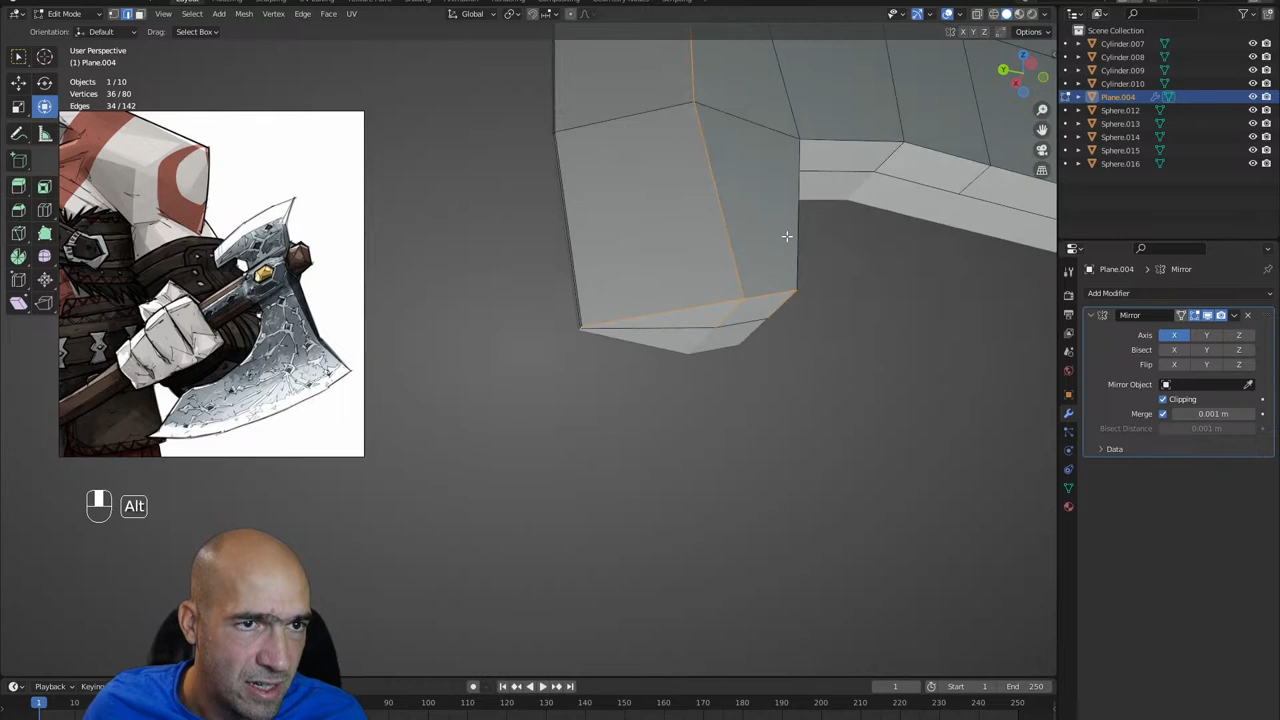 Edit Mode
View Select Add Mesh Vertex Edge Face UV
Global
Orientation: Default Drag: Select Box
X Y Z Options
User Perspective
(1) Plane.004
Objects 1/10
Vertices 36/80
Edges 34/142
Y
Z
X
Alt
Scene Collection
Cylinder.007
Cylinder.008
Cylinder.009
Cylinder.010
Plane.004
Sphere.012
Sphere.013
Sphere.014
Sphere.015
Sphere.016
Plane.004 > Mirror
Add Modifier
Mirror
Axis X Y Z
Bisect X Y Z
Flip X Y Z
Mirror Object
Clipping
Merge 0.001 m
Bisect Distance 0.001 m
Data
Playback Keying
1 Start 1 End 250
1 10 90 100 110 120 130 140 150 160 170 180 190 200 210 220 230 240 250